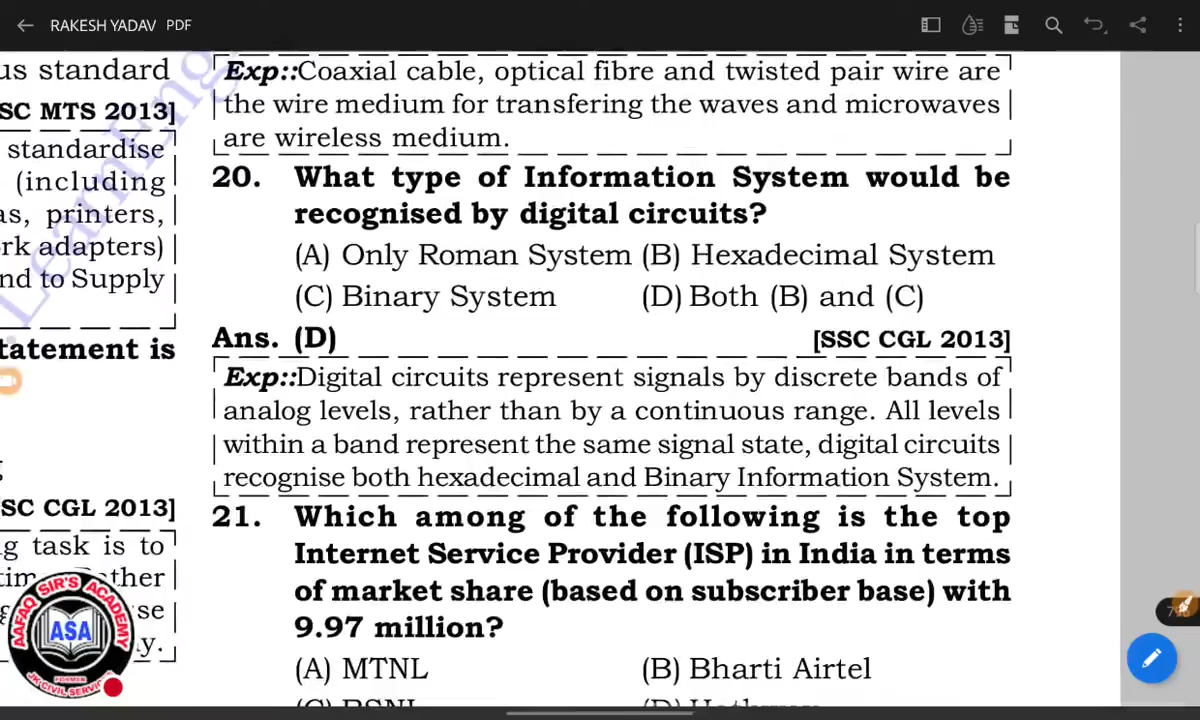 RAKESH YADAV PDF
us standard
SC MTS 2013]
standardise
(including
as, printers,
rk adapters)
nd to Supply
tatement is
SC CGL 2013]
g task is to
Exp::Coaxial cable, optical fibre and twisted pair wire are
the wire medium for transfering the waves and microwaves
are wireless medium.
20. What type of Information System would be
recognised by digital circuits?
(A) Only Roman System (B) Hexadecimal System
(C) Binary System (D) Both (B) and (C)
Ans. (D) [SSC CGL 2013]
Exp::Digital circuits represent signals by discrete bands of
analog levels, rather than by a continuous range. All levels
within a band represent the same signal state, digital circuits
recognise both hexadecimal and Binary Information System.
21. Which among of the following is the top
Internet Service Provider (ISP) in India in terms
of market share (based on subscriber base) with
9.97 million?
(A) MTNL (B) Bharti Airtel
(C) BSNL
AAFAQ SIR'S ACADEMY
ASA